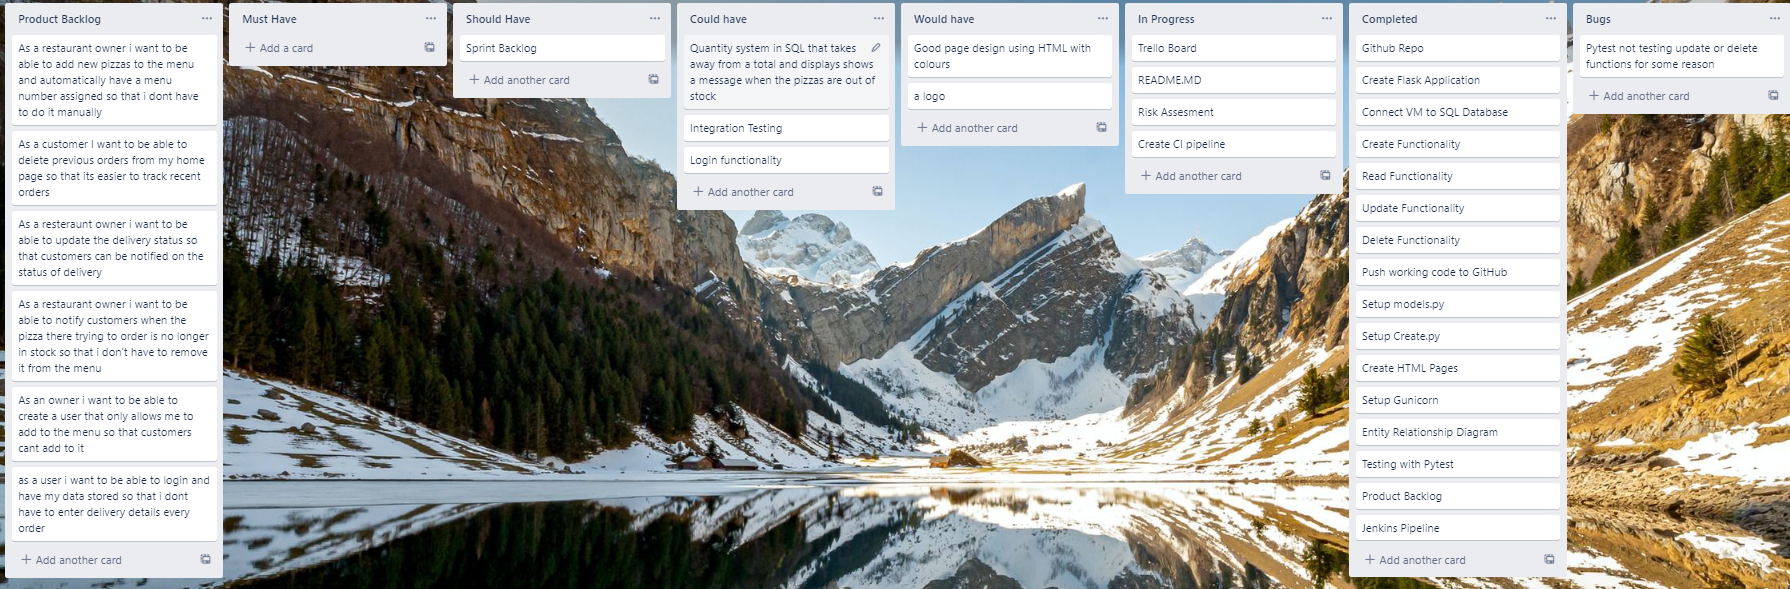 Product Backlog
As a restaurant owner i want to be
able to add new pizzas to the menu
and automatically have a menu
number assigned so that i dont have
to do it manually
As a customer I want to be able to
delete previous orders from my home
page so that its easier to track recent
orders
As a resteraunt owner i want to be
able to update the delivery status so
that customers can be notified on the
status of delivery
As a restaurant owner i want to be
able to notify customers when the
pizza there trying to order is no longer
in stock so that i don't have to remove
it from the menu
As an owner i want to be able to
create a user that only allows me to
add to the menu so that customers
cant add to it
as a user i want to be able to login and
have my data stored so that i dont
have to enter delivery details every
order
+ Add another card
Must Have
+ Add a card
Should Have
Sprint Backlog
+ Add another card
Could have
Quantity system in SQL that takes
away from a total and displays shows
a message when the pizzas are out of
stock
Integration Testing
Login functionality
+ Add another card
Would have
Good page design using HTML with
colours
a logo
+ Add another card
In Progress
Trello Board
README.MD
Risk Assesment
Create CI pipeline
+ Add another card
Completed
Github Repo
Create Flask Application
Connect VM to SQL Database
Create Functionality
Read Functionality
Update Functionality
Delete Functionality
Push working code to GitHub
Setup models.py
Setup Create.py
Create HTML Pages
Setup Gunicorn
Entity Relationship Diagram
Testing with Pytest
Product Backlog
Jenkins Pipeline
+ Add another card
Bugs
Pytest not testing update or delete
functions for some reason
+ Add another card